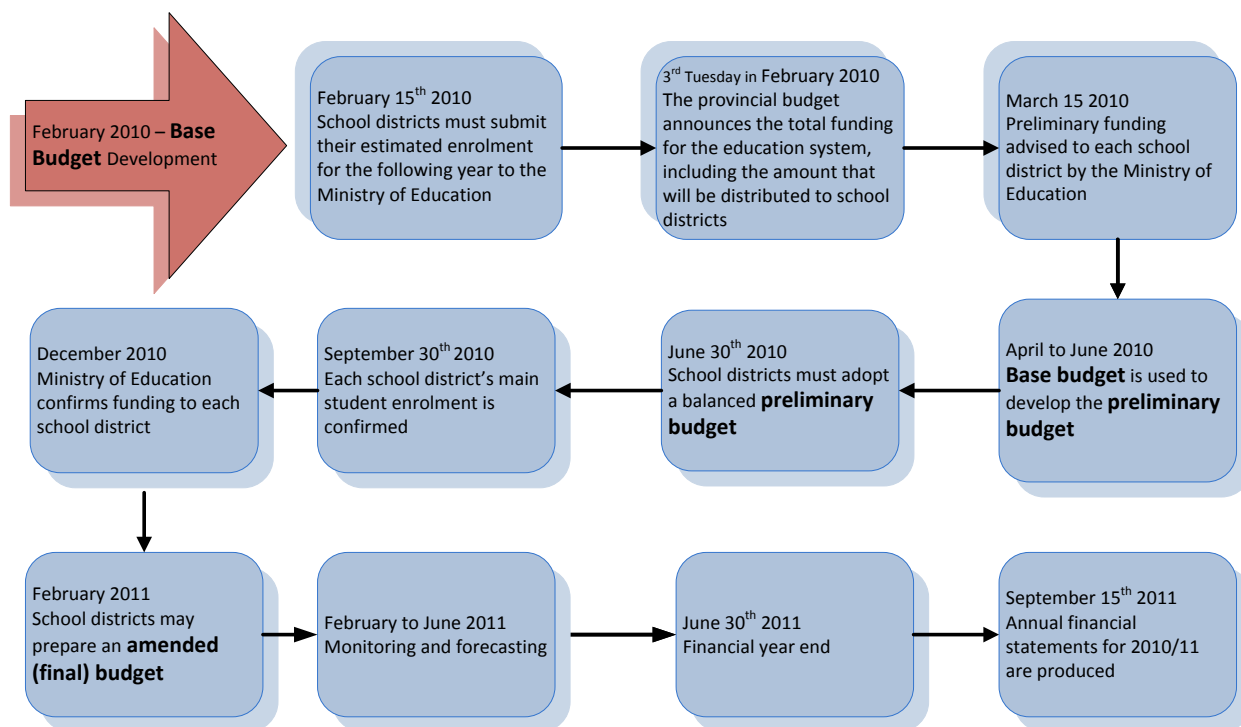 February 2010 – Base
Budget Development
February 15th 2010
School districts must submit
their estimated enrolment
for the following year to the
Ministry of Education
3rd Tuesday in February 2010
The provincial budget
announces the total funding
for the education system,
including the amount that
will be distributed to school
districts
March 15 2010
Preliminary funding
advised to each school
district by the Ministry of
Education
April to June 2010
Base budget is used to
develop the preliminary
budget
June 30th 2010
School districts must adopt
a balanced preliminary
budget
September 30th 2010
Each school district’s main
student enrolment is
confirmed
December 2010
Ministry of Education
confirms funding to each
school district
February 2011
School districts may
prepare an amended
(final) budget
February to June 2011
Monitoring and forecasting
June 30th 2011
Financial year end
September 15th 2011
Annual financial
statements for 2010/11
are produced